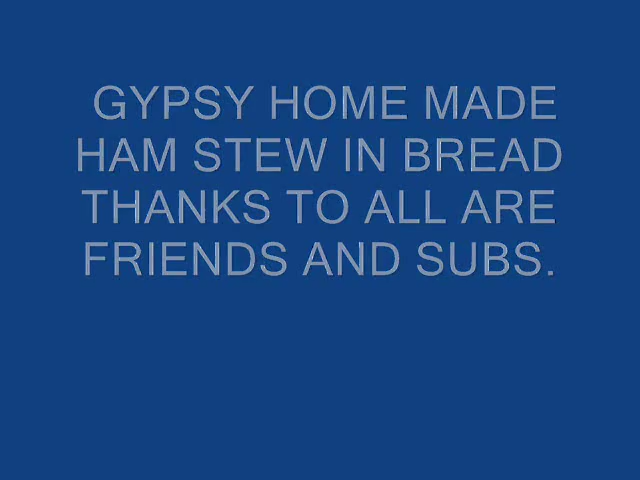 GYPSY HOME MADE
HAM STEW IN BREAD
THANKS TO ALL ARE
FRIENDS AND SUBS.